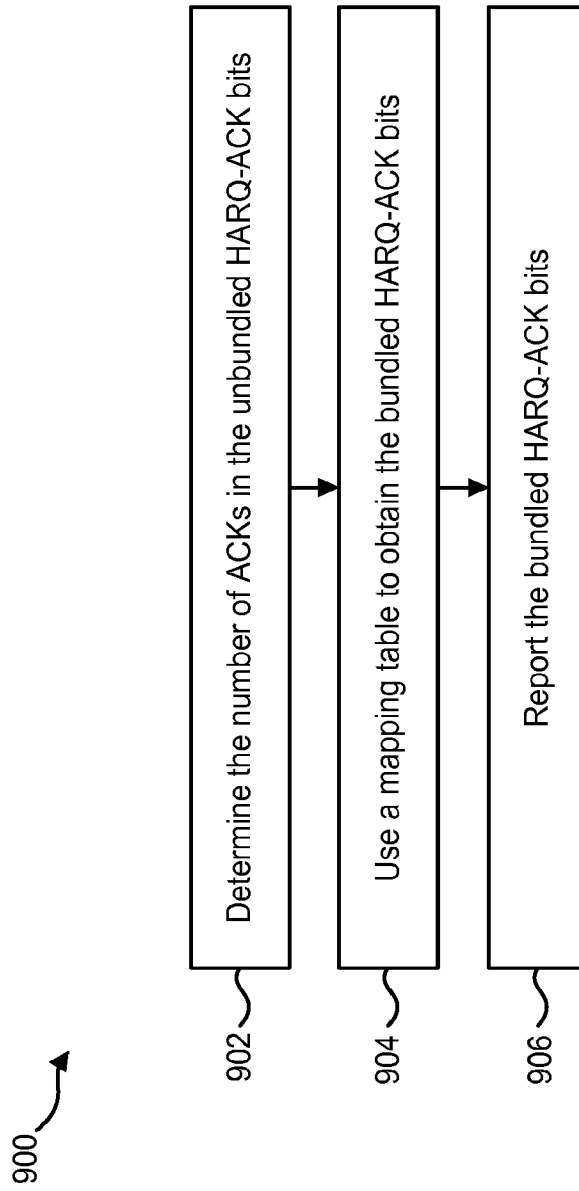 900
902
Determine the number of ACKs in the unbundled HARQ-ACK bits
904
Use a mapping table to obtain the bundled HARQ-ACK bits
906
Report the bundled HARQ-ACK bits